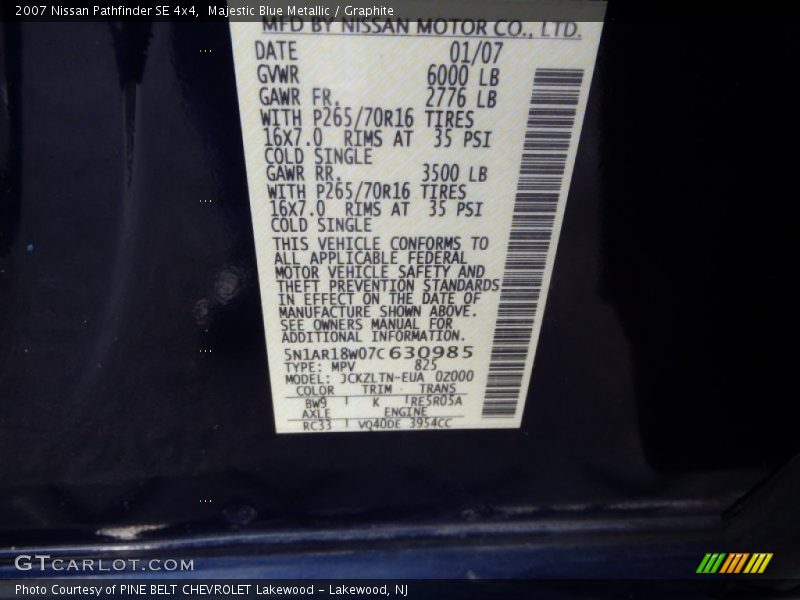 2007 Nissan Pathfinder SE 4x4,  Majestic Blue Metallic / Graphite
MFD BY NISSAN MOTOR CO., LTD.
DATE 01/07
GVWR 6000 LB
GAWR FR. 2776 LB
WITH P265/70R16 TIRES
16X7.0 RIMS AT 35 PSI
COLD SINGLE
GAWR RR. 3500 LB
WITH P265/70R16 TIRES
16X7.0 RIMS AT 35 PSI
COLD SINGLE
THIS VEHICLE CONFORMS TO
ALL APPLICABLE FEDERAL
MOTOR VEHICLE SAFETY AND
THEFT PREVENTION STANDARDS
IN EFFECT ON THE DATE OF
MANUFACTURE SHOWN ABOVE.
SEE OWNERS MANUAL FOR
ADDITIONAL INFORMATION.
5N1AR18W07C630985
TYPE: MPV 825
MODEL: JCKZLTN-EUA 0Z000
COLOR TRIM TRANS
BW9 K RE5R05A
AXLE ENGINE
RC33 VQ40DE 3954CC
GTCARLOT.COM
Photo Courtesy of PINE BELT CHEVROLET Lakewood - Lakewood, NJ